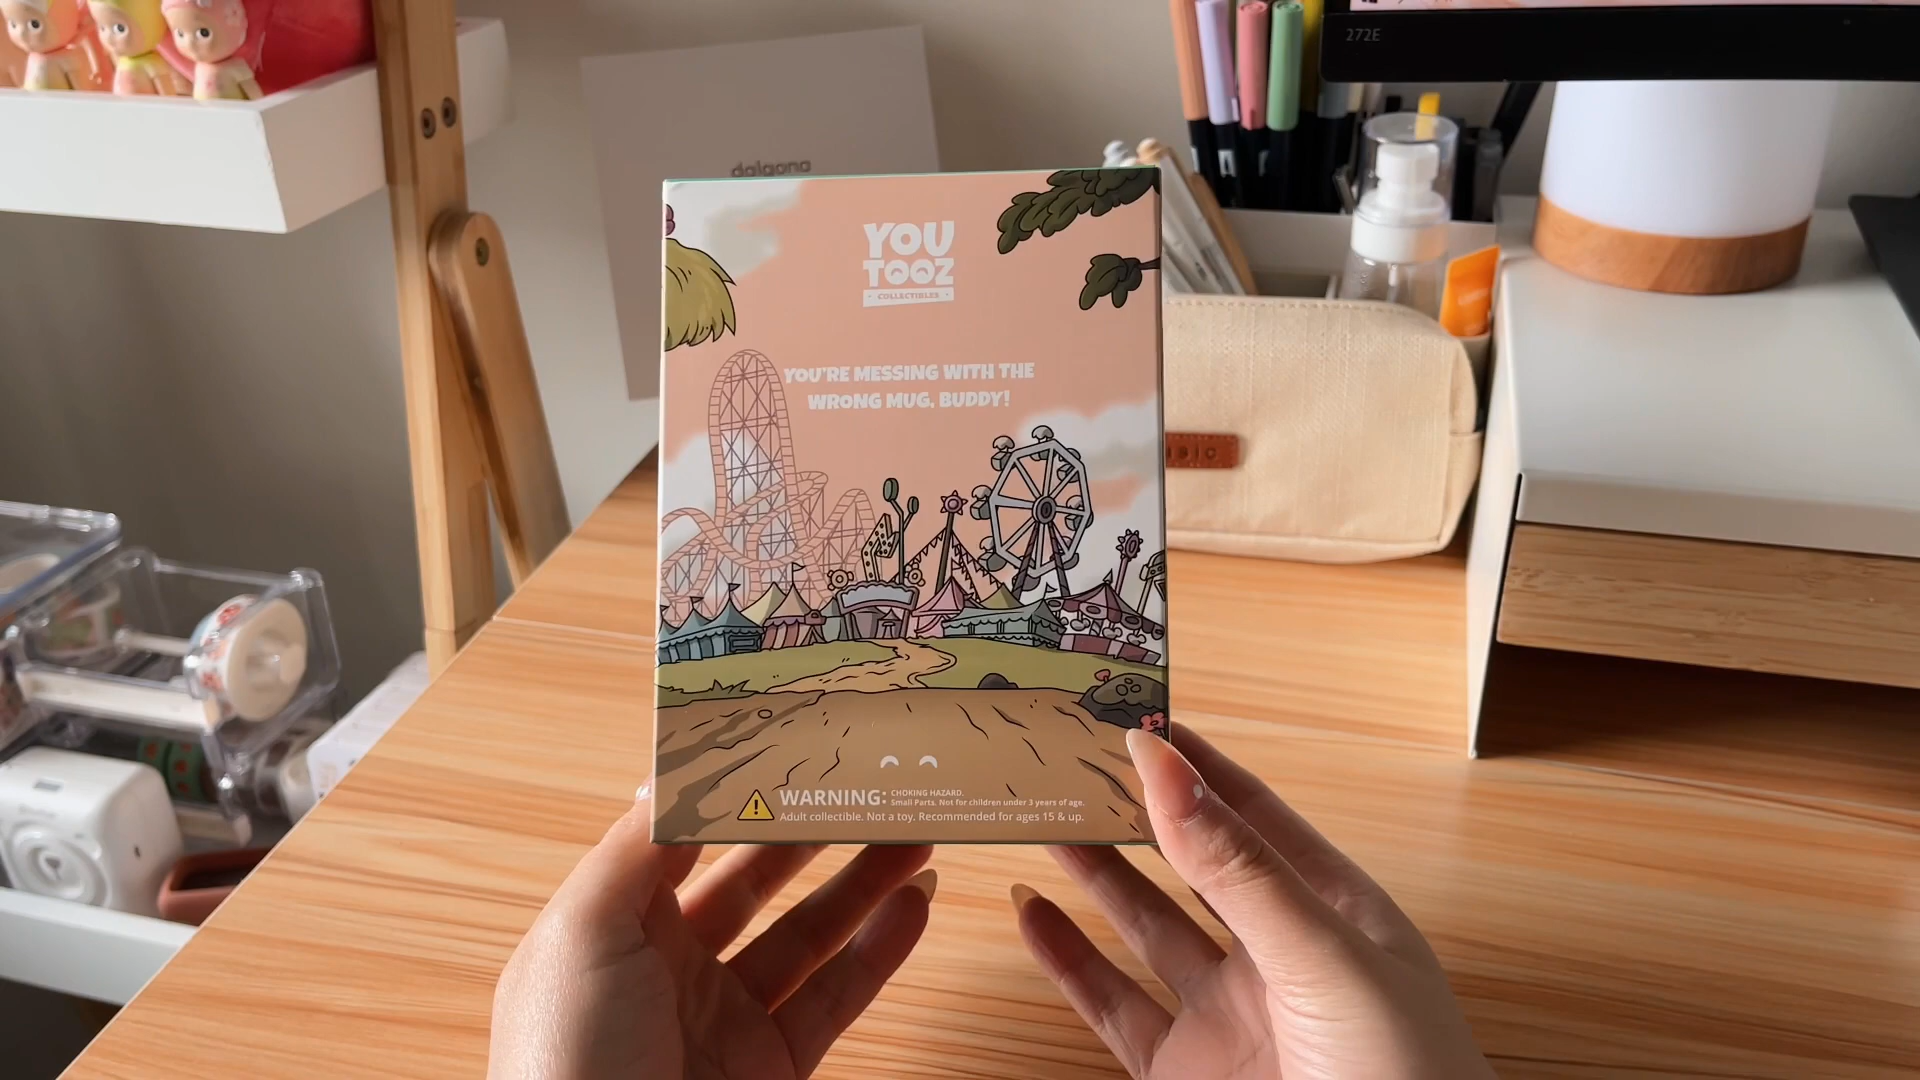 272E
dalgona
YOU
TOOZ
COLLECTIBLES
YOU'RE MESSING WITH THE
WRONG MUG, BUDDY!
WARNING: CHOKING HAZARD.
Small Parts. Not for children under 3 years of age.
Adult collectible. Not a toy. Recommended for ages 15 & up.